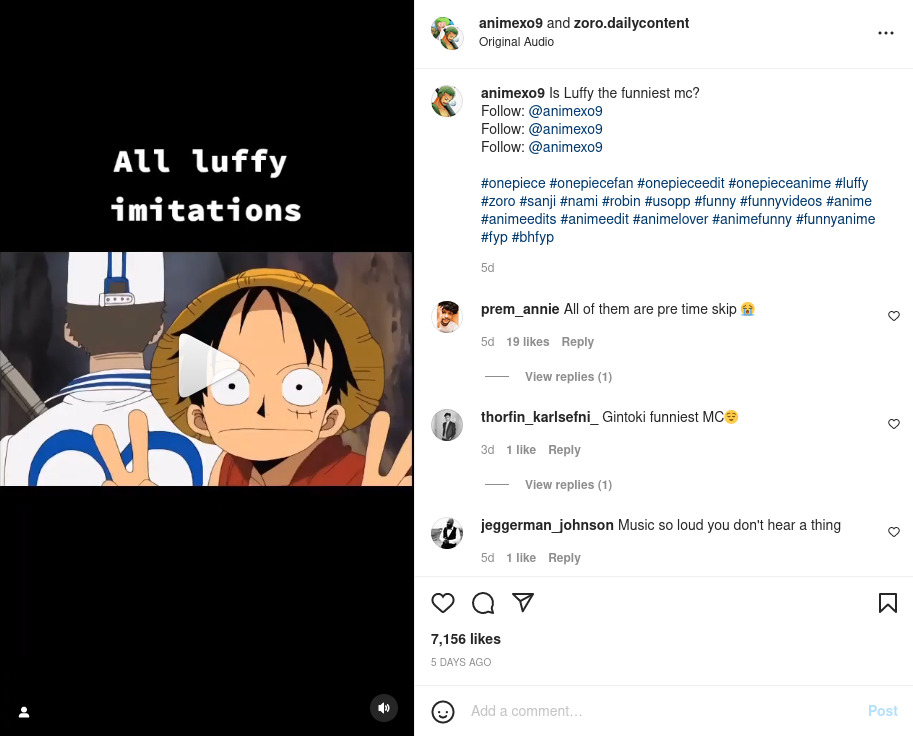 All luffy
imitations
animexo9 and zoro.dailycontent
Original Audio
animexo9 Is Luffy the funniest mc?
Follow: @animexo9
Follow: @animexo9
Follow: @animexo9
#onepiece #onepiecefan #onepieceedit #onepieceanime #luffy
#zoro #sanji #nami #robin #usopp #funny #funnyvideos #anime
#animeedits #animeedit #animelover #animefunny #funnyanime
#fyp #bhfyp
5d
prem_annie All of them are pre time skip 😭
5d 19 likes Reply
View replies (1)
thorfin_karlsefni_ Gintoki funniest MC😌
3d 1 like Reply
View replies (1)
jeggerman_johnson Music so loud you don't hear a thing
5d 1 like Reply
7,156 likes
5 DAYS AGO
Add a comment…
Post